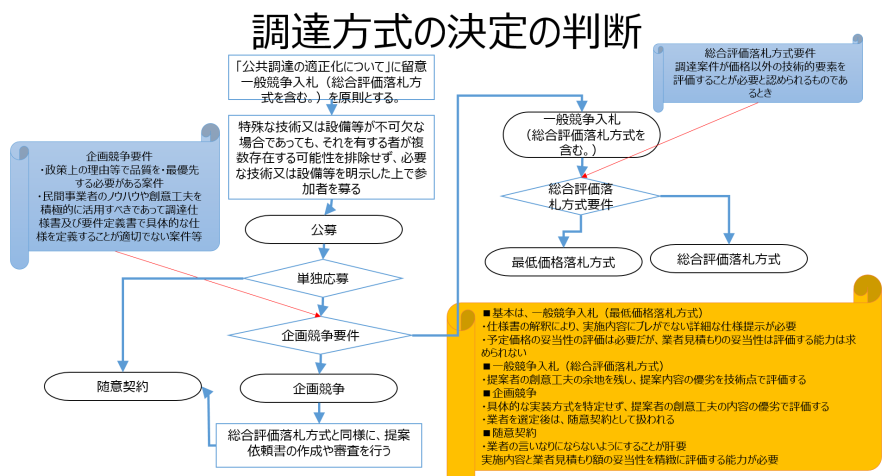 調達方式の決定の判断
「公共調達の適正化について」に留意
一般競争入札（総合評価落札方
式を含む。）を原則とする。
特殊な技術又は設備等が不可欠な
場合であっても、それを有する者が複
数存在する可能性を排除せず、必要
な技術又は設備等を明示した上で参
加者を募る
公募
単独応募
企画競争要件
企画競争
総合評価落札方式と同様に、提案
依頼書の作成や審査を行う
随意契約
企画競争要件
・政策上の理由等で品質を・最優先
する必要がある案件
・民間事業者のノウハウや創意工夫を
積極的に活用すべきであって調達仕
様書及び要件定義書で具体的な仕
様を定義することが適切でない案件等
総合評価落札方式要件
調達案件が価格以外の技術的要素を
評価することが必要と認められるものであ
るとき
一般競争入札
（総合評価落札方式を
含む。）
総合評価落
札方式要件
最低価格落札方式
総合評価落札方式
■基本は、一般競争入札（最低価格落札方式）
・仕様書の解釈により、実施内容にブレがでない詳細な仕様提示が必要
・予定価格の妥当性の評価は必要だが、業者見積もりの妥当性は評価する能力は求
められない
■一般競争入札（総合評価落札方式）
・提案者の創意工夫の余地を残し、提案内容の優劣を技術点で評価する
■企画競争
・具体的な実装方式を特定せず、提案者の創意工夫の内容の優劣で評価する
・業者を選定後は、随意契約として扱われる
■随意契約
・業者の言いなりにならないようにすることが肝要
実施内容と業者見積もり額の妥当性を精緻に評価する能力が必要